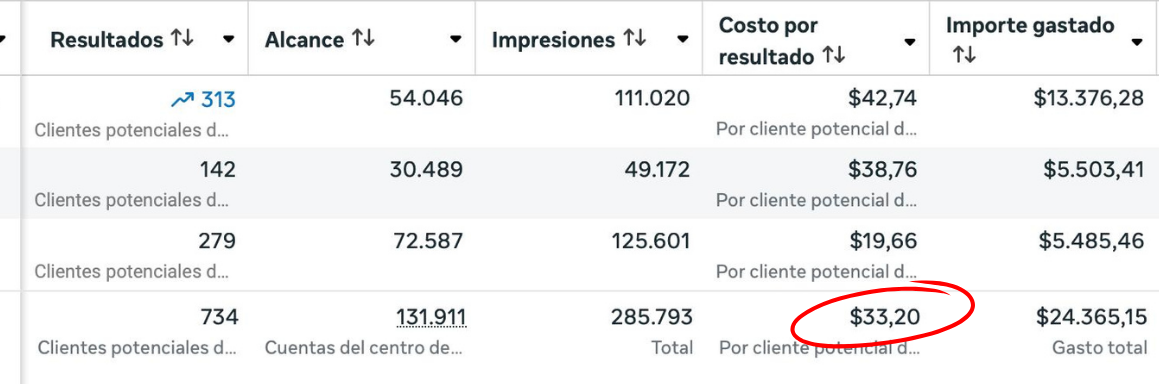 Resultados ↑↓ Alcance ↑↓ Impresiones ↑↓ Costo por resultado ↑↓ Importe gastado ↑↓
313 54.046 111.020 $42,74 $13.376,28
Clientes potenciales d... Por cliente potencial d...
142 30.489 49.172 $38,76 $5.503,41
Clientes potenciales d... Por cliente potencial d...
279 72.587 125.601 $19,66 $5.485,46
Clientes potenciales d... Por cliente potencial d...
734 131.911 285.793 $33,20 $24.365,15
Clientes potenciales d... Cuentas del centro de... Total Por cliente potencial d... Gasto total